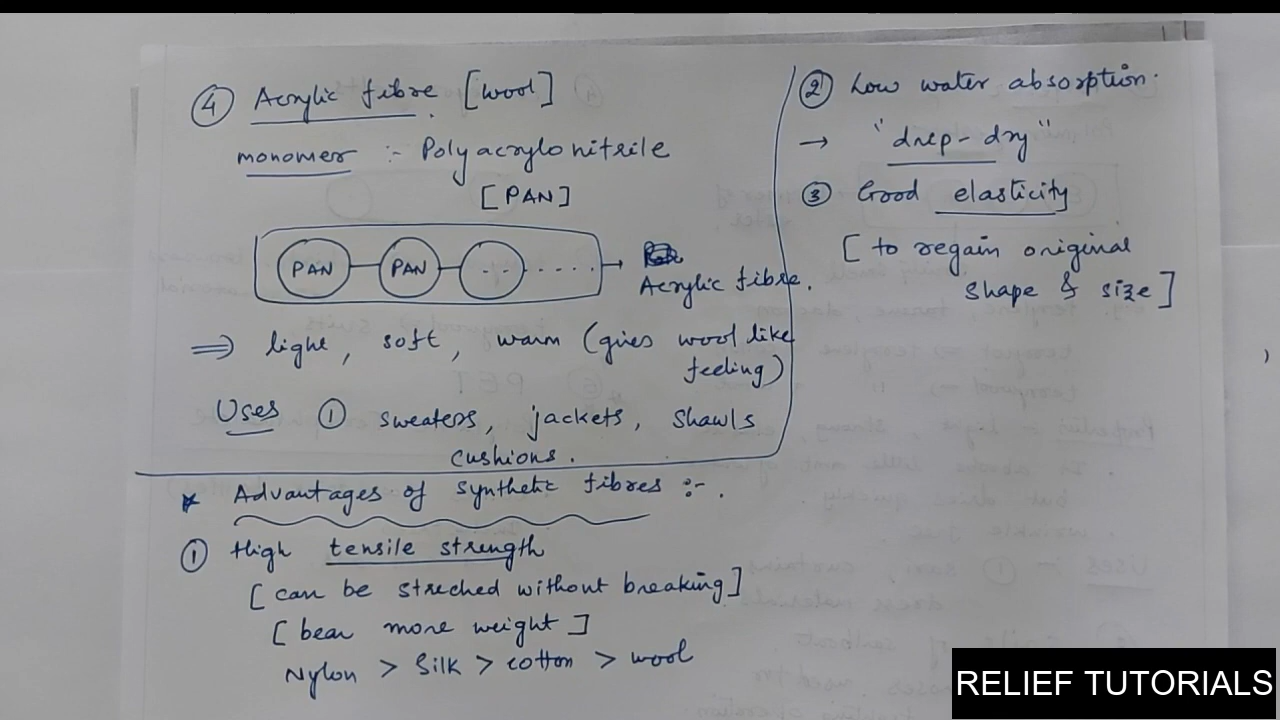 ④ Acrylic fibre [wool]
monomer :- Polyacrylonitrile
[PAN]
PAN PAN ...... → Acrylic fibre.
⇒ light, soft, warm (gives wool like
feeling)
Uses ① sweaters, jackets, shawls
cushions.
* Advantages of synthetic fibres :-.
① High tensile strength
[can be streched without breaking]
[bear more weight]
Nylon > Silk > cotton > wool
② Low water absorption.
→ "drip-dry"
③ Good elasticity
[to regain original
shape & size]
RELIEF TUTORIALS